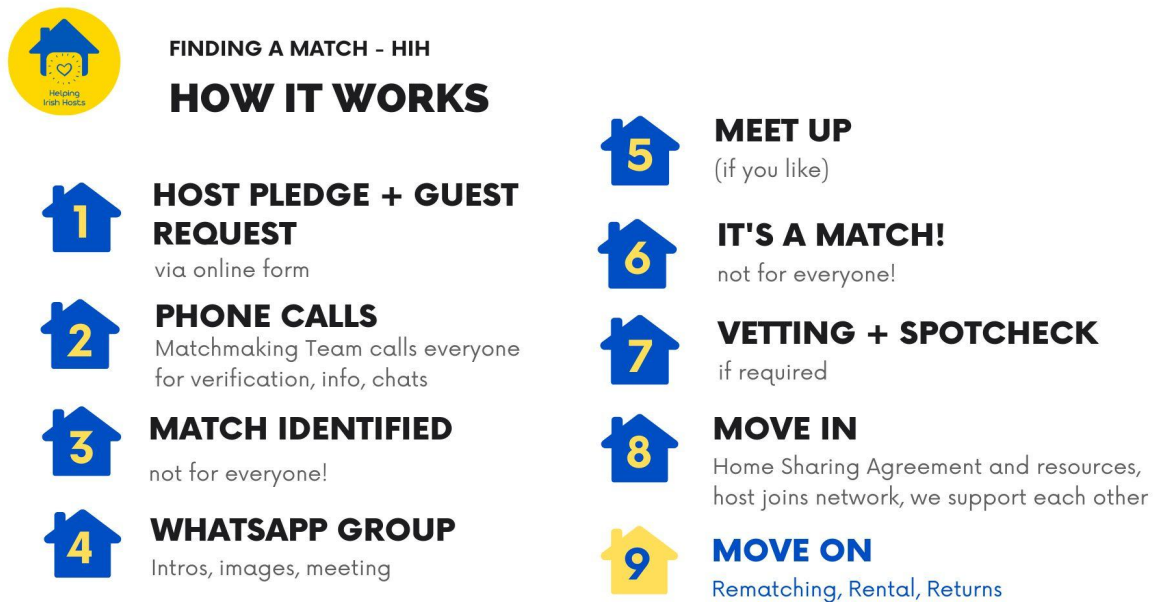 Helping
Irish Hosts
FINDING A MATCH - HIH
HOW IT WORKS
1
HOST PLEDGE + GUEST
REQUEST
via online form
2
PHONE CALLS
Matchmaking Team calls everyone
for verification, info, chats
3
MATCH IDENTIFIED
not for everyone!
4
WHATSAPP GROUP
Intros, images, meeting
5
MEET UP
(if you like)
6
IT'S A MATCH!
not for everyone!
7
VETTING + SPOTCHECK
if required
8
MOVE IN
Home Sharing Agreement and resources,
host joins network, we support each other
9
MOVE ON
Rematching, Rental, Returns